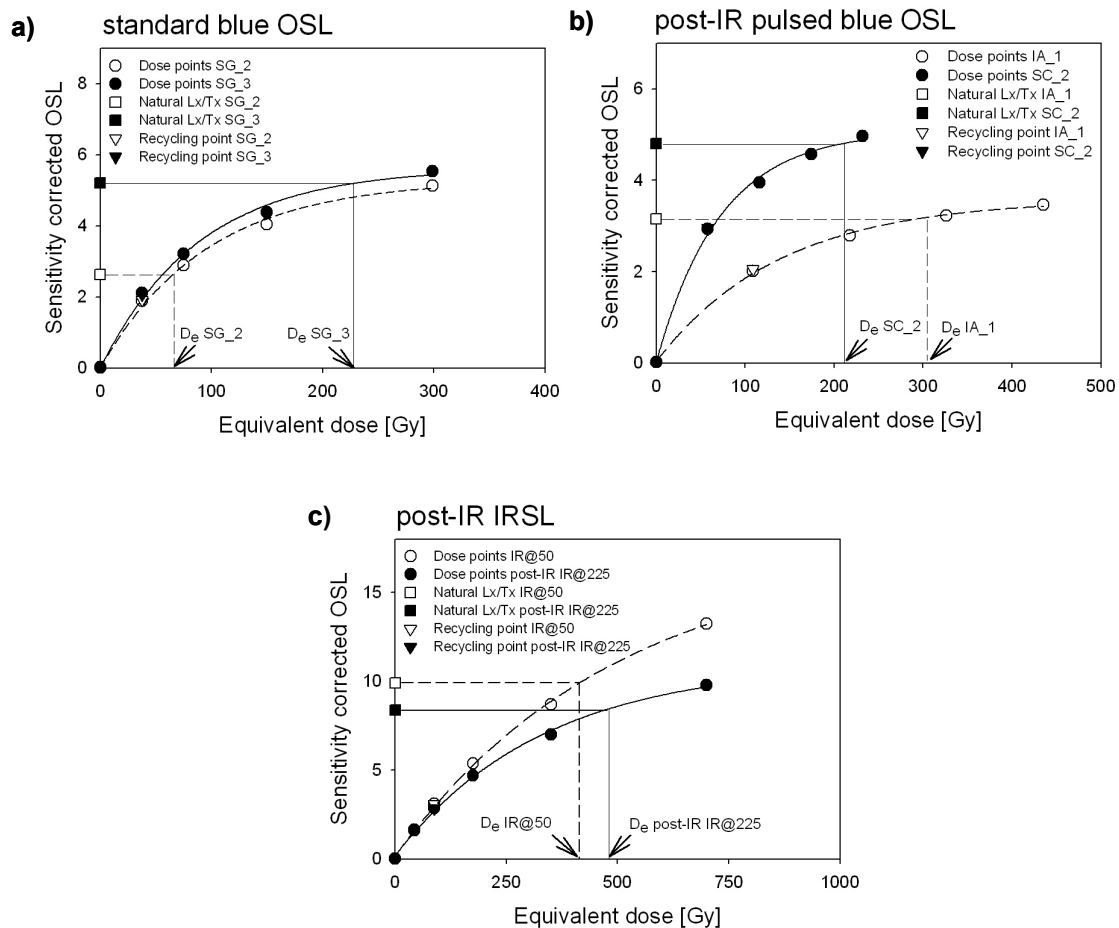 a)
standard blue OSL
Dose points SG_2
Dose points SG_3
Natural Lx/Tx SG_2
Natural Lx/Tx SG_3
Recycling point SG_2
Recycling point SG_3
8
6
4
2
0
Sensitivity corrected OSL
De SG_2
De SG_3
0 100 200 300 400
Equivalent dose [Gy]
b)
post-IR pulsed blue OSL
Dose points IA_1
Dose points SC_2
Natural Lx/Tx IA_1
Natural Lx/Tx SC_2
Recycling point IA_1
Recycling point SC_2
6
4
2
0
Sensitivity corrected OSL
De SC_2
De IA_1
0 100 200 300 400 500
Equivalent dose [Gy]
c)
post-IR IRSL
Dose points IR@50
Dose points post-IR IR@225
Natural Lx/Tx IR@50
Natural Lx/Tx post-IR IR@225
Recycling point IR@50
Recycling point post-IR IR@225
15
10
5
0
Sensitivity corrected OSL
De IR@50
De post-IR IR@225
0 250 500 750 1000
Equivalent dose [Gy]